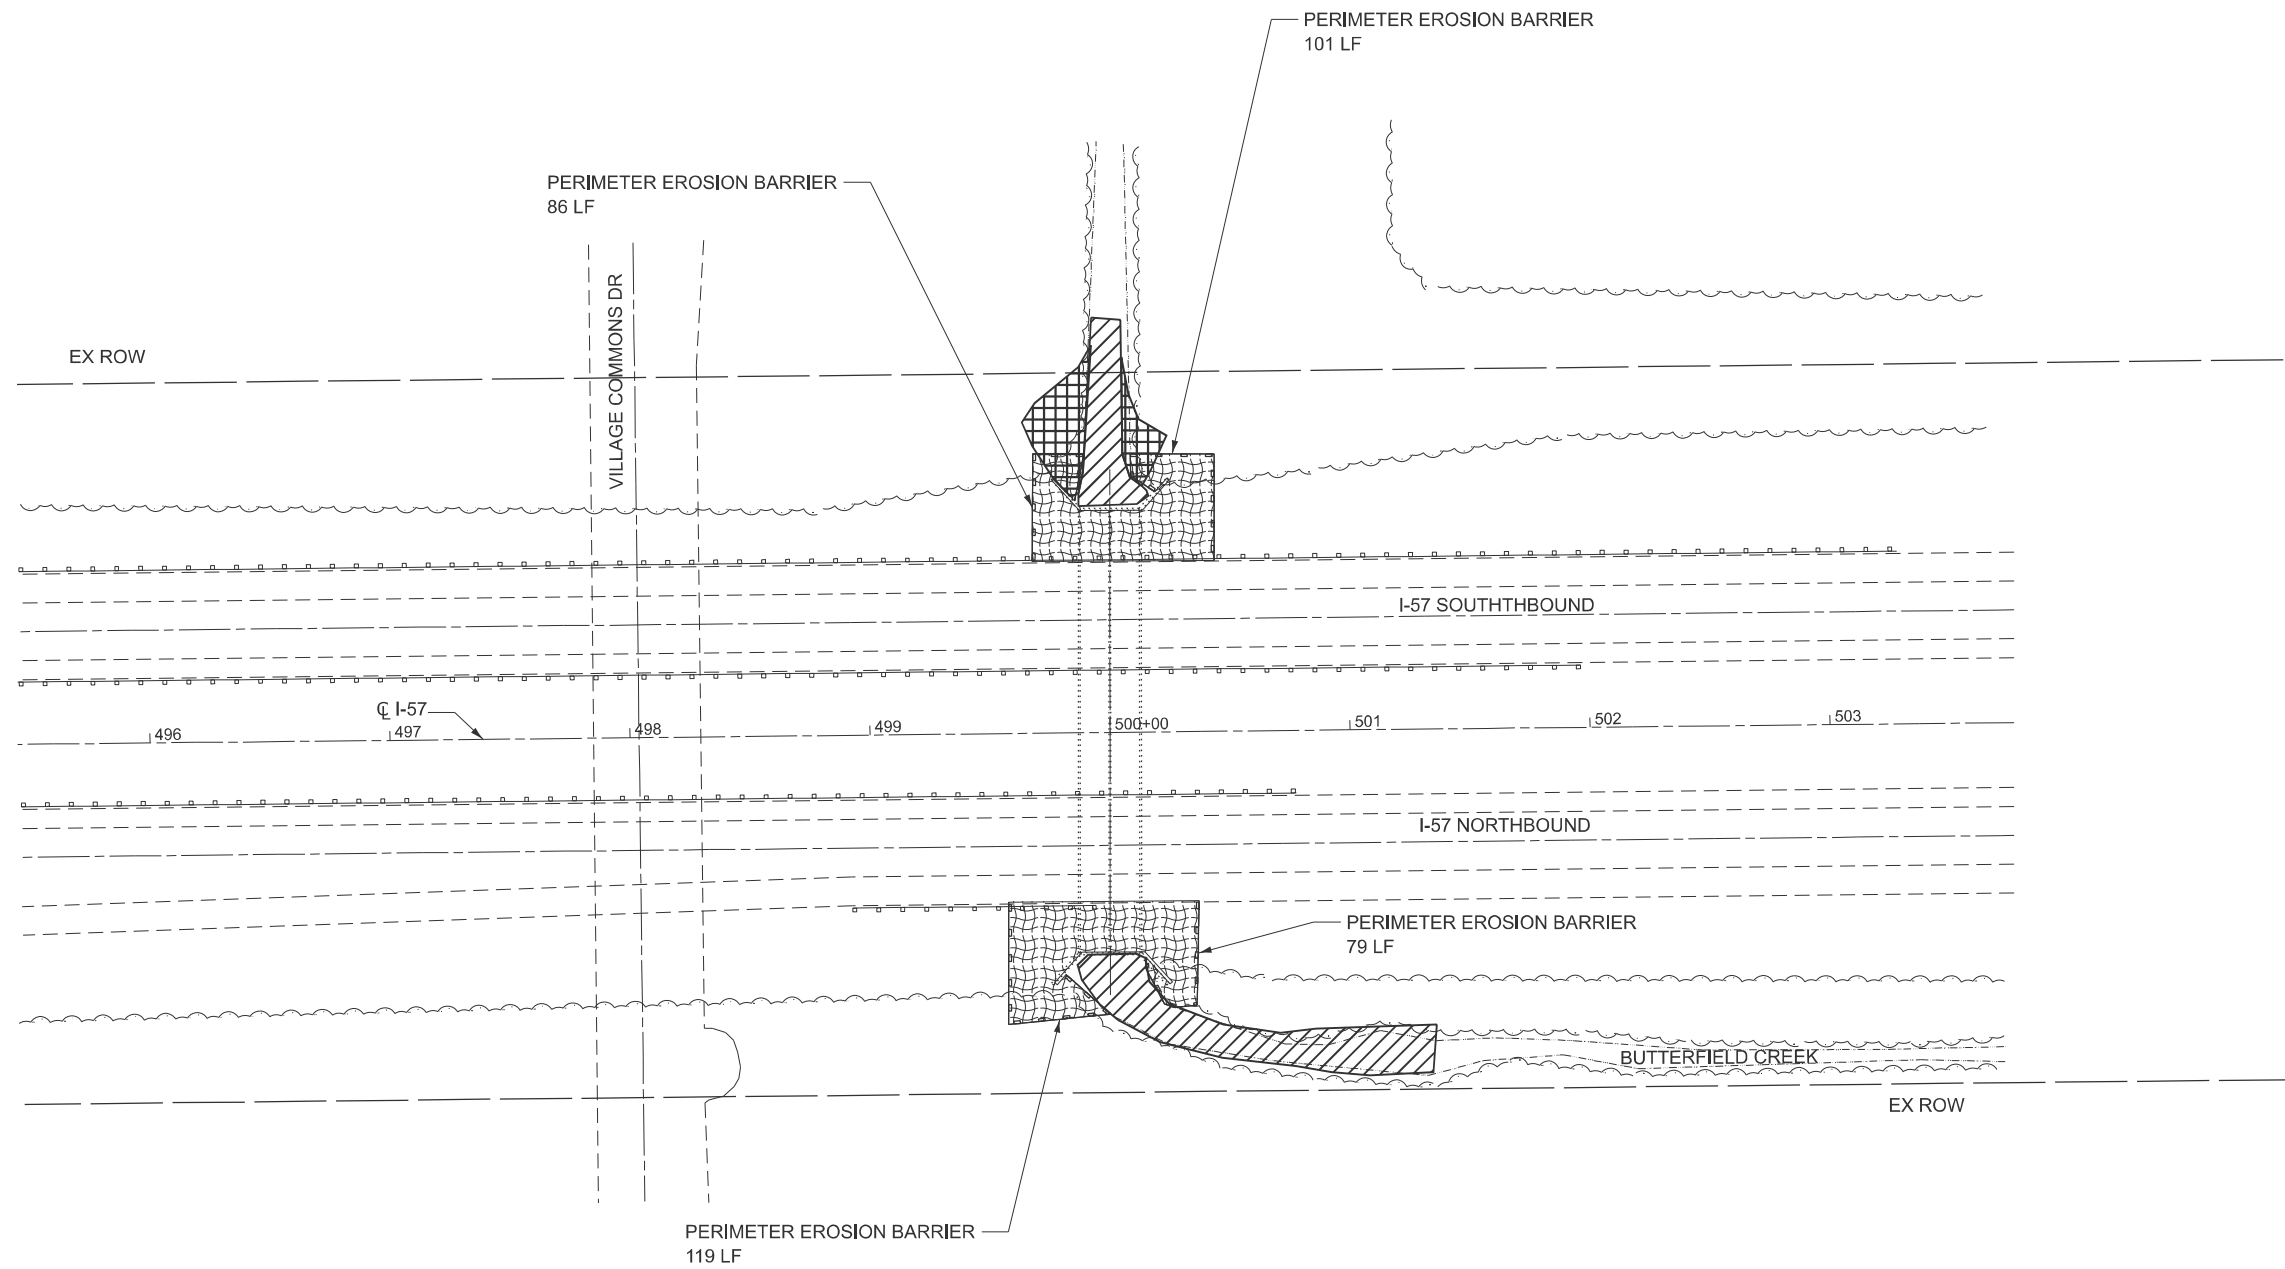 PERIMETER EROSION BARRIER
101 LF
PERIMETER EROSION BARRIER
86 LF
VILLAGE COMMONS DR
EX ROW
I-57 SOUTHTHBOUND
℄ I-57
496
497
498
499
500+00
501
502
503
I-57 NORTHBOUND
PERIMETER EROSION BARRIER
79 LF
BUTTERFIELD CREEK
EX ROW
PERIMETER EROSION BARRIER
119 LF